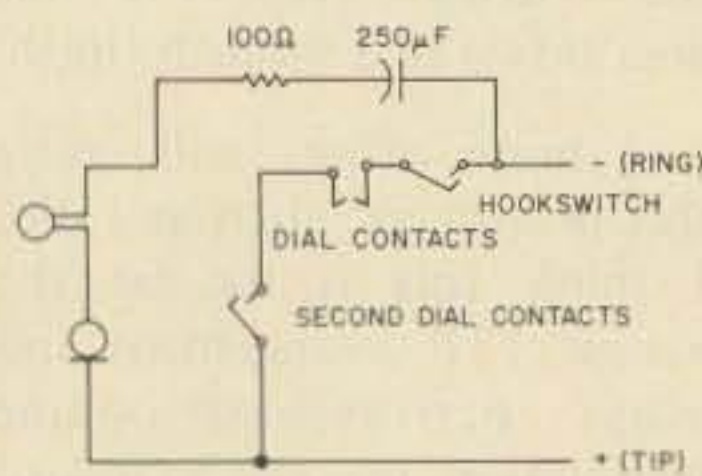 100Ω 250µF
- (RING)
HOOKSWITCH
DIAL CONTACTS
SECOND DIAL CONTACTS
+ (TIP)